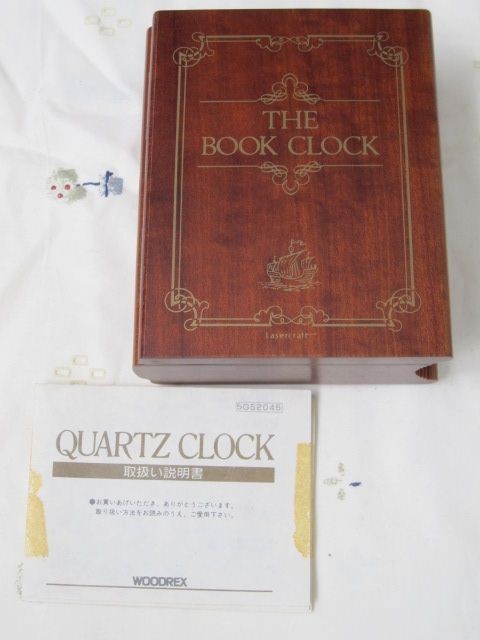 THE
BOOK CLOCK
Lasercraft
5GS2045
QUARTZ CLOCK
取扱い説明書
●お買いあげいただき、ありがとうございます。
取り扱い方法をお読みのうえ、ご愛用下さい。
WOODREX